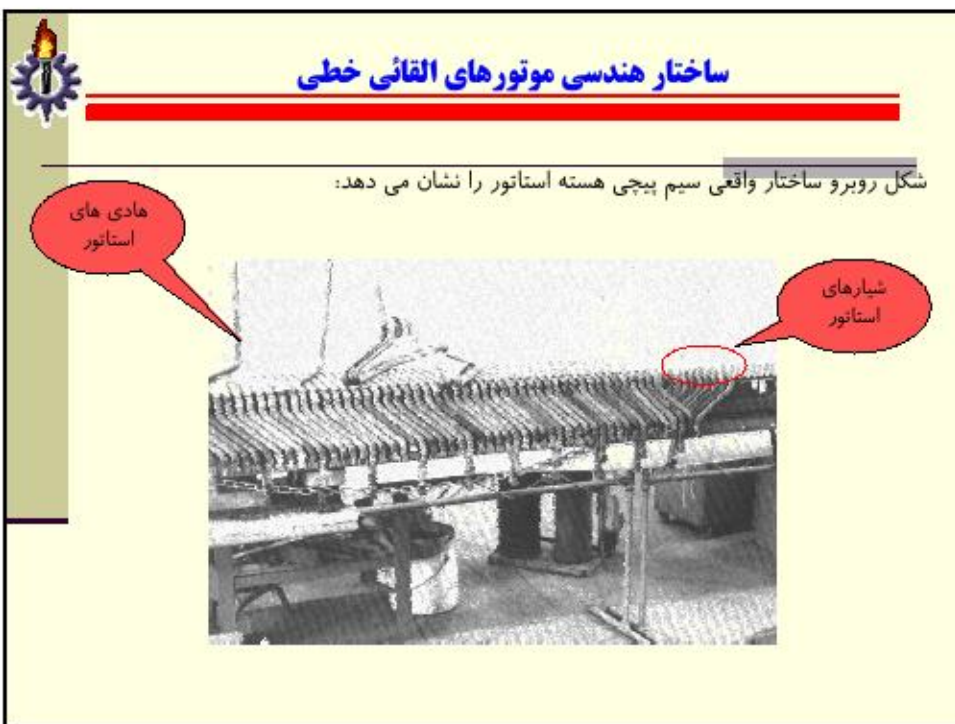 ساختار هندسی موتورهای القائی خطی
شکل روبرو ساختار واقعی سیم پیچی هسته استاتور را نشان می دهد:
هادی های
استاتور
شیارهای
استاتور